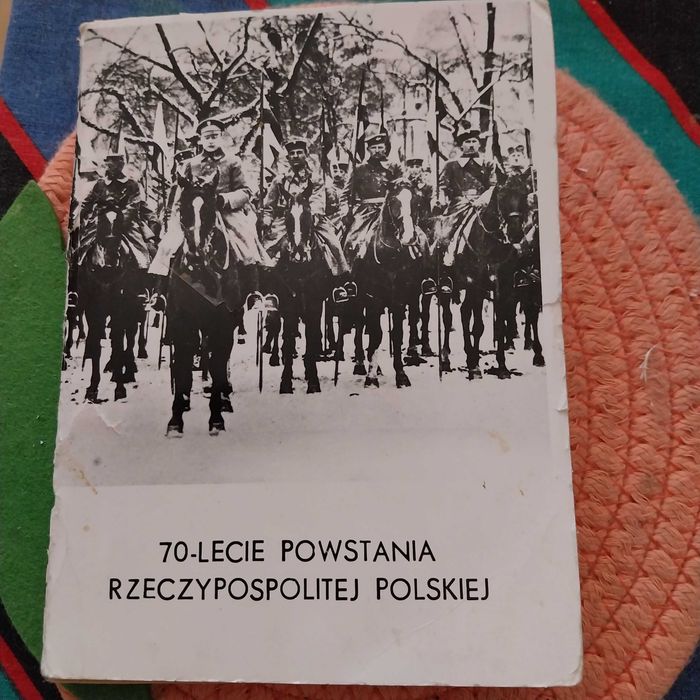 70-LECIE POWSTANIA
RZECZYPOSPOLITEJ POLSKIEJ